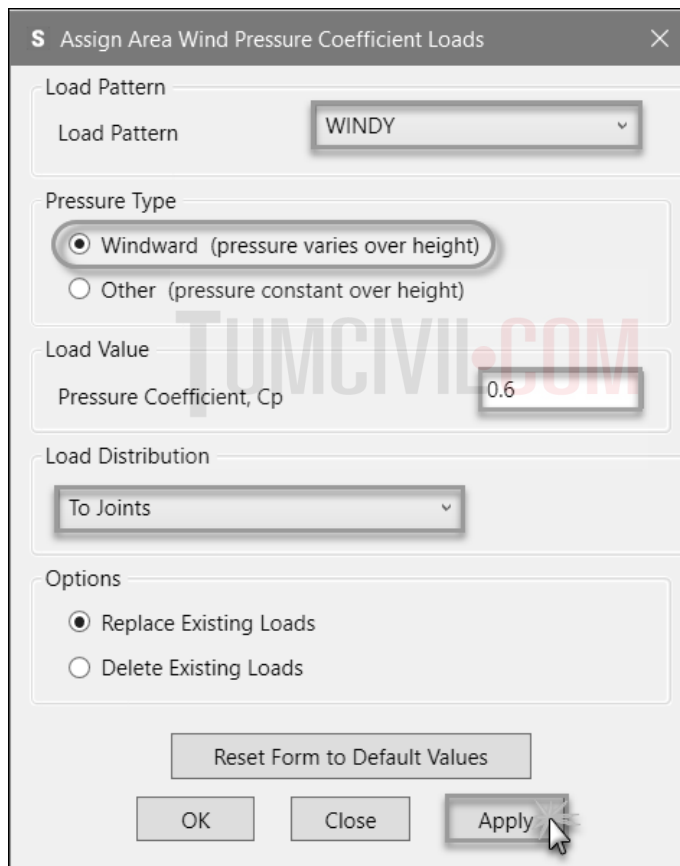 S Assign Area Wind Pressure Coefficient Loads
Load Pattern
Load Pattern WINDY
Pressure Type
Windward (pressure varies over height)
Other (pressure constant over height)
TUMCIVIL.COM
Load Value
Pressure Coefficient, Cp 0.6
Load Distribution
To Joints
Options
Replace Existing Loads
Delete Existing Loads
Reset Form to Default Values
OK Close Apply